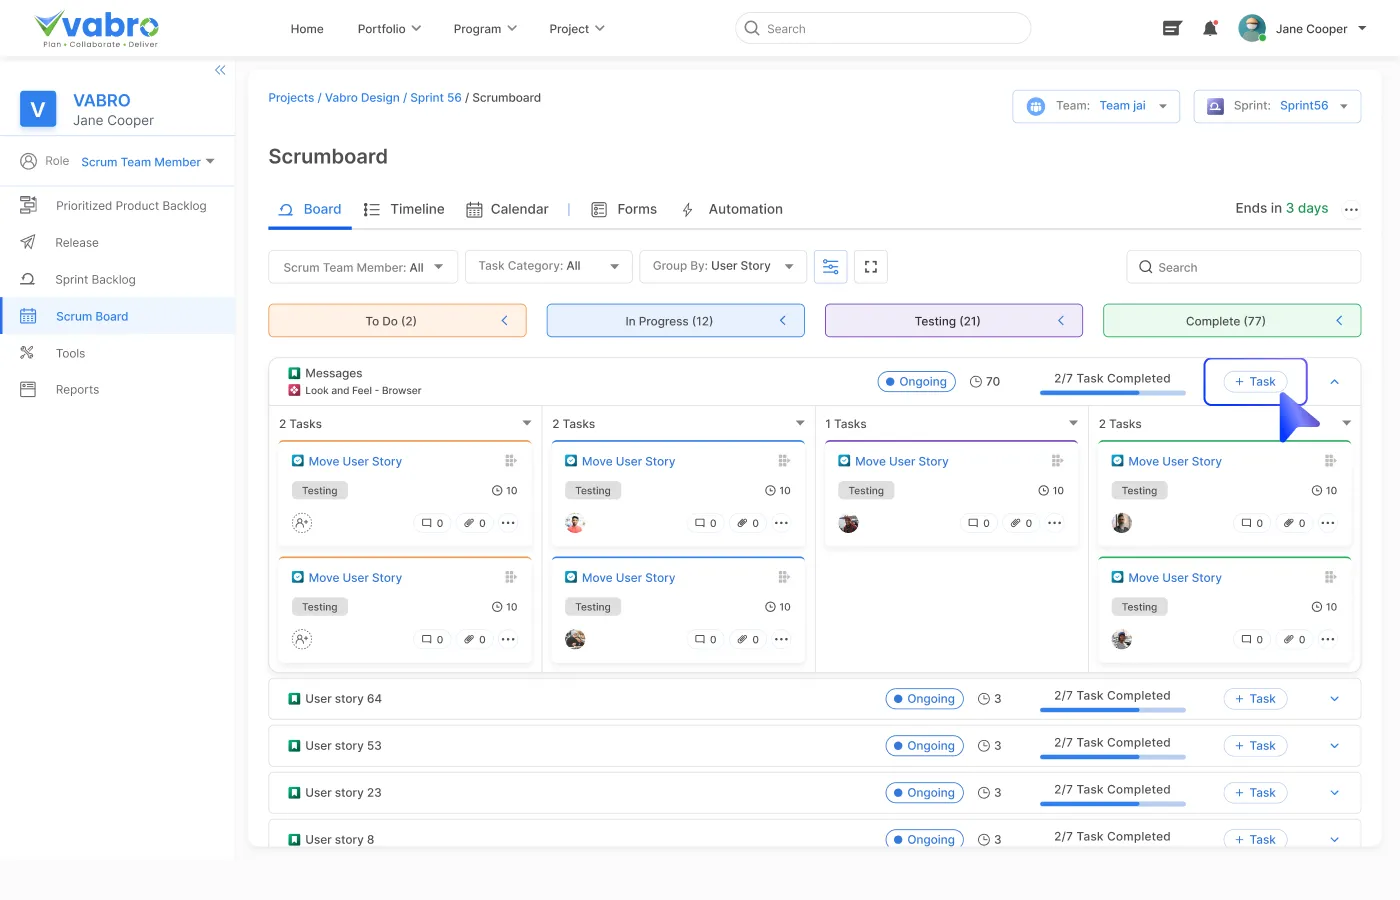 vabro
Plan • Collaborate • Deliver
Home
Portfolio
Program
Project
Search
Jane Cooper
V
VABRO
Jane Cooper
Role
Scrum Team Member
Prioritized Product Backlog
Release
Sprint Backlog
Scrum Board
Tools
Reports
Projects / Vabro Design / Sprint 56 / Scrumboard
Team: Team jai
Sprint: Sprint56
Scrumboard
Board
Timeline
Calendar
Forms
Automation
Ends in 3 days
Scrum Team Member: All
Task Category: All
Group By: User Story
Search
To Do (2)
In Progress (12)
Testing (21)
Complete (77)
Messages
Look and Feel - Browser
Ongoing
70
2/7 Task Completed
+ Task
2 Tasks
2 Tasks
1 Tasks
2 Tasks
Move User Story
Move User Story
Move User Story
Move User Story
Testing
10
Testing
10
Testing
10
Testing
10
0
0
0
0
0
0
0
0
Move User Story
Move User Story
Move User Story
Testing
10
Testing
10
Testing
10
0
0
0
0
0
0
User story 64
Ongoing
3
2/7 Task Completed
+ Task
User story 53
Ongoing
3
2/7 Task Completed
+ Task
User story 23
Ongoing
3
2/7 Task Completed
+ Task
User story 8
Ongoing
3
2/7 Task Completed
+ Task